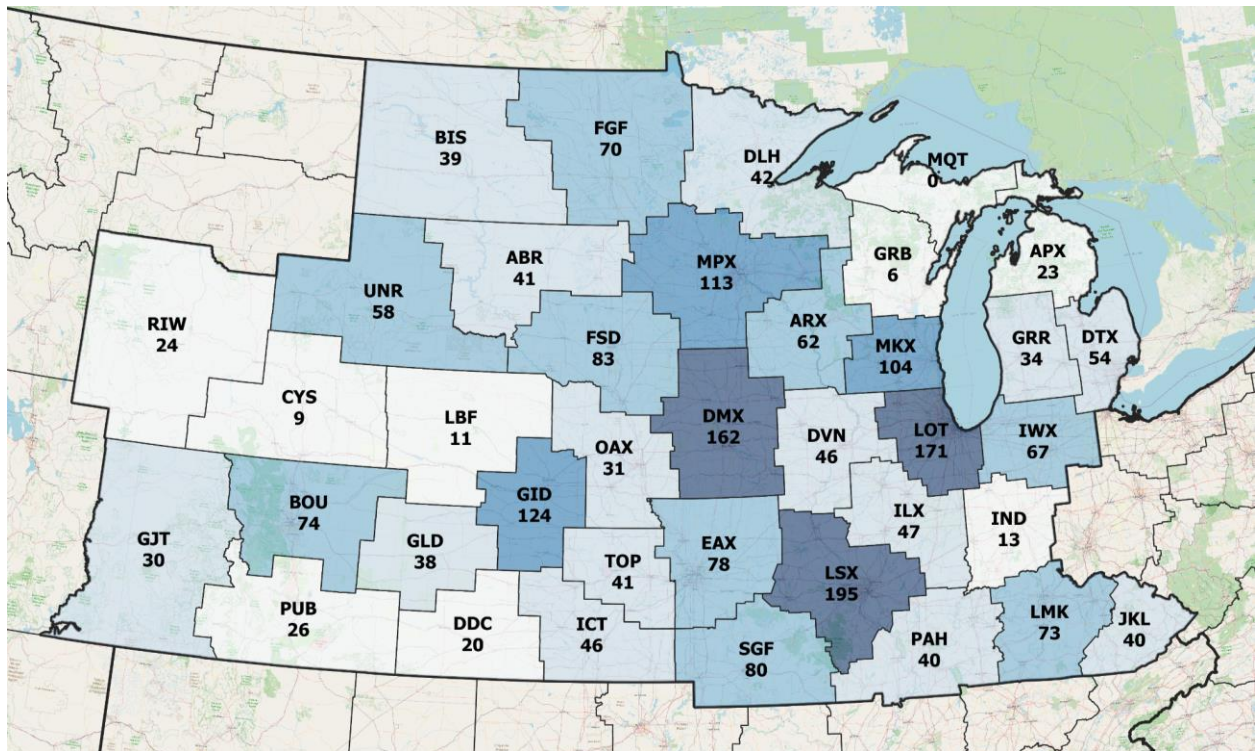 BIS
39
FGF
70
DLH
42
MQT
0
ABR
41
MPX
113
GRB
6
APX
23
UNR
58
RIW
24
FSD
83
ARX
62
MKX
104
GRR
34
DTX
54
CYS
9
LBF
11
OAX
31
DMX
162
DVN
46
LOT
171
IWX
67
BOU
74
GID
124
GJT
30
GLD
38
TOP
41
EAX
78
ILX
47
IND
13
LSX
195
PUB
26
DDC
20
ICT
46
SGF
80
PAH
40
LMK
73
JKL
40